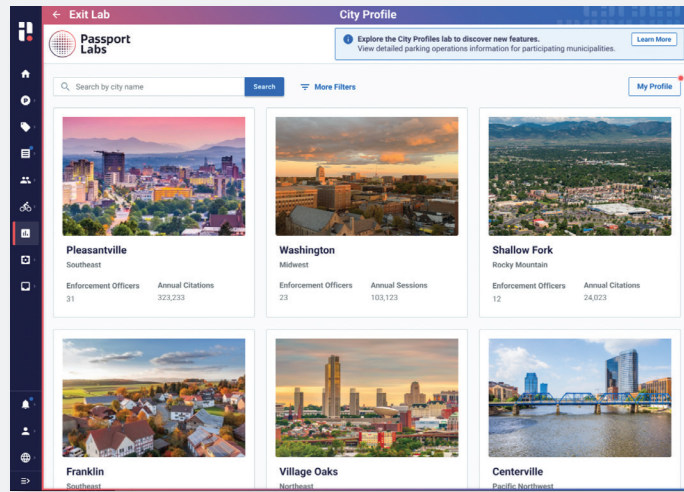 ← Exit Lab
City Profile
Passport
Labs
Explore the City Profiles lab to discover new features.
View detailed parking operations information for participating municipalities.
Learn More
Search by city name
Search
More Filters
My Profile
Pleasantville
Southeast
Enforcement Officers
Annual Citations
31
323,233
Washington
Midwest
Enforcement Officers
Annual Sessions
23
103,123
Shallow Fork
Rocky Mountain
Enforcement Officers
Annual Citations
12
24,023
Franklin
Southeast
Village Oaks
Northeast
Centerville
Pacific Northwest